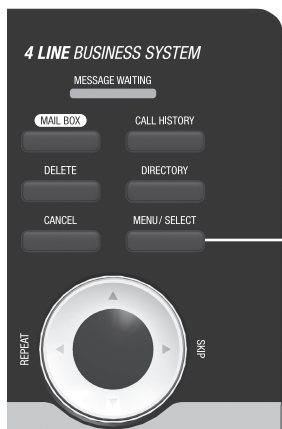 4 LINE BUSINESS SYSTEM
MESSAGE WAITING
MAIL BOX
CALL HISTORY
DELETE
DIRECTORY
CANCEL
MENU/ SELECT
REPEAT
SKIP